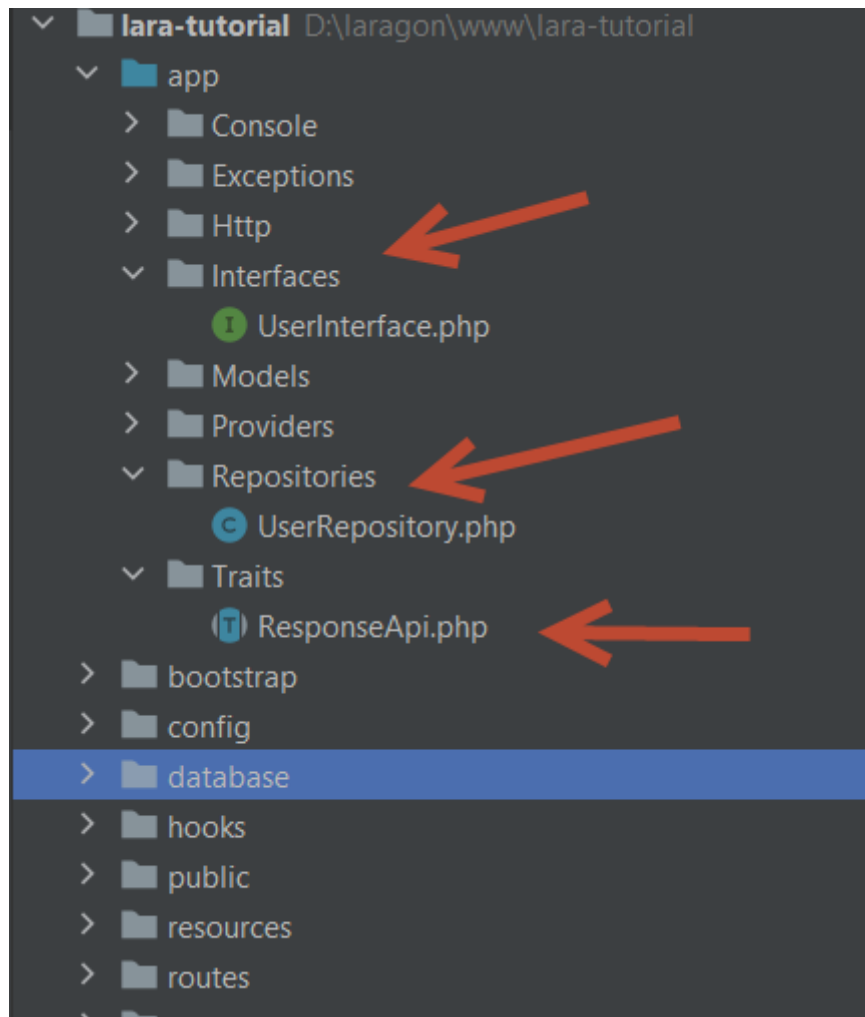 lara-tutorial D:\laragon\www\lara-tutorial
app
Console
Exceptions
Http
Interfaces
I UserInterface.php
Models
Providers
Repositories
C UserRepository.php
Traits
T ResponseApi.php
bootstrap
config
database
hooks
public
resources
routes